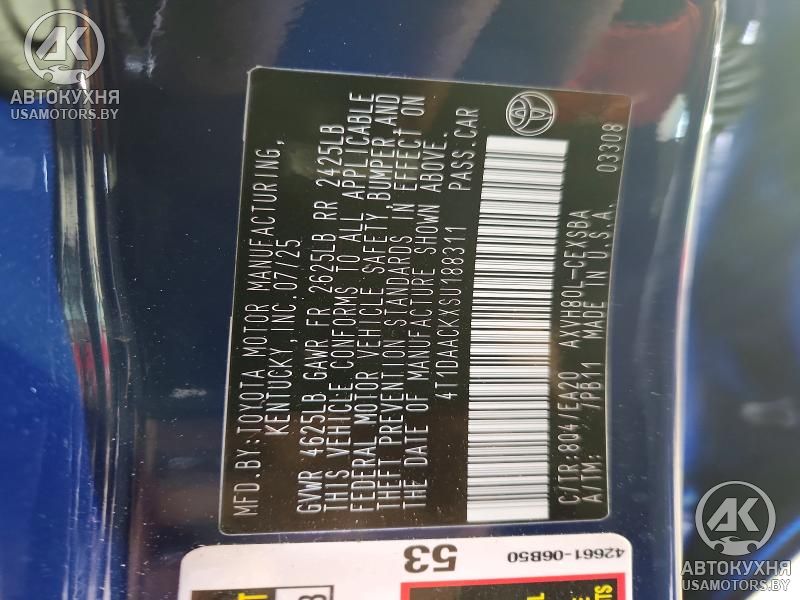 MFD.BY:TOYOTA MOTOR MANUFACTURING,
KENTUCKY,INC.07/25
GVWR 4625LB GAWR FR 2625LB RR 2425LB
THIS VEHICLE CONFORMS TO ALL APPLICABLE
FEDERAL MOTOR VEHICLE SAFETY, BUMPER,AND
THEFT PREVENTION STANDARDS IN EFFECT ON
THE DATE OF MANUFACTURE SHOWN ABOVE.
4T1DAACKXSU188311 PASS.CAR
C/TR:804/EA20 AXVH80L-CEXSBA
A/TM: /PB11 MADE IN U.S.A. 03308
53
42661-06B50
AK
АВТОКУХНЯ
USAMOTORS.BY
AK
АВТОКУХНЯ
USAMOTORS.BY